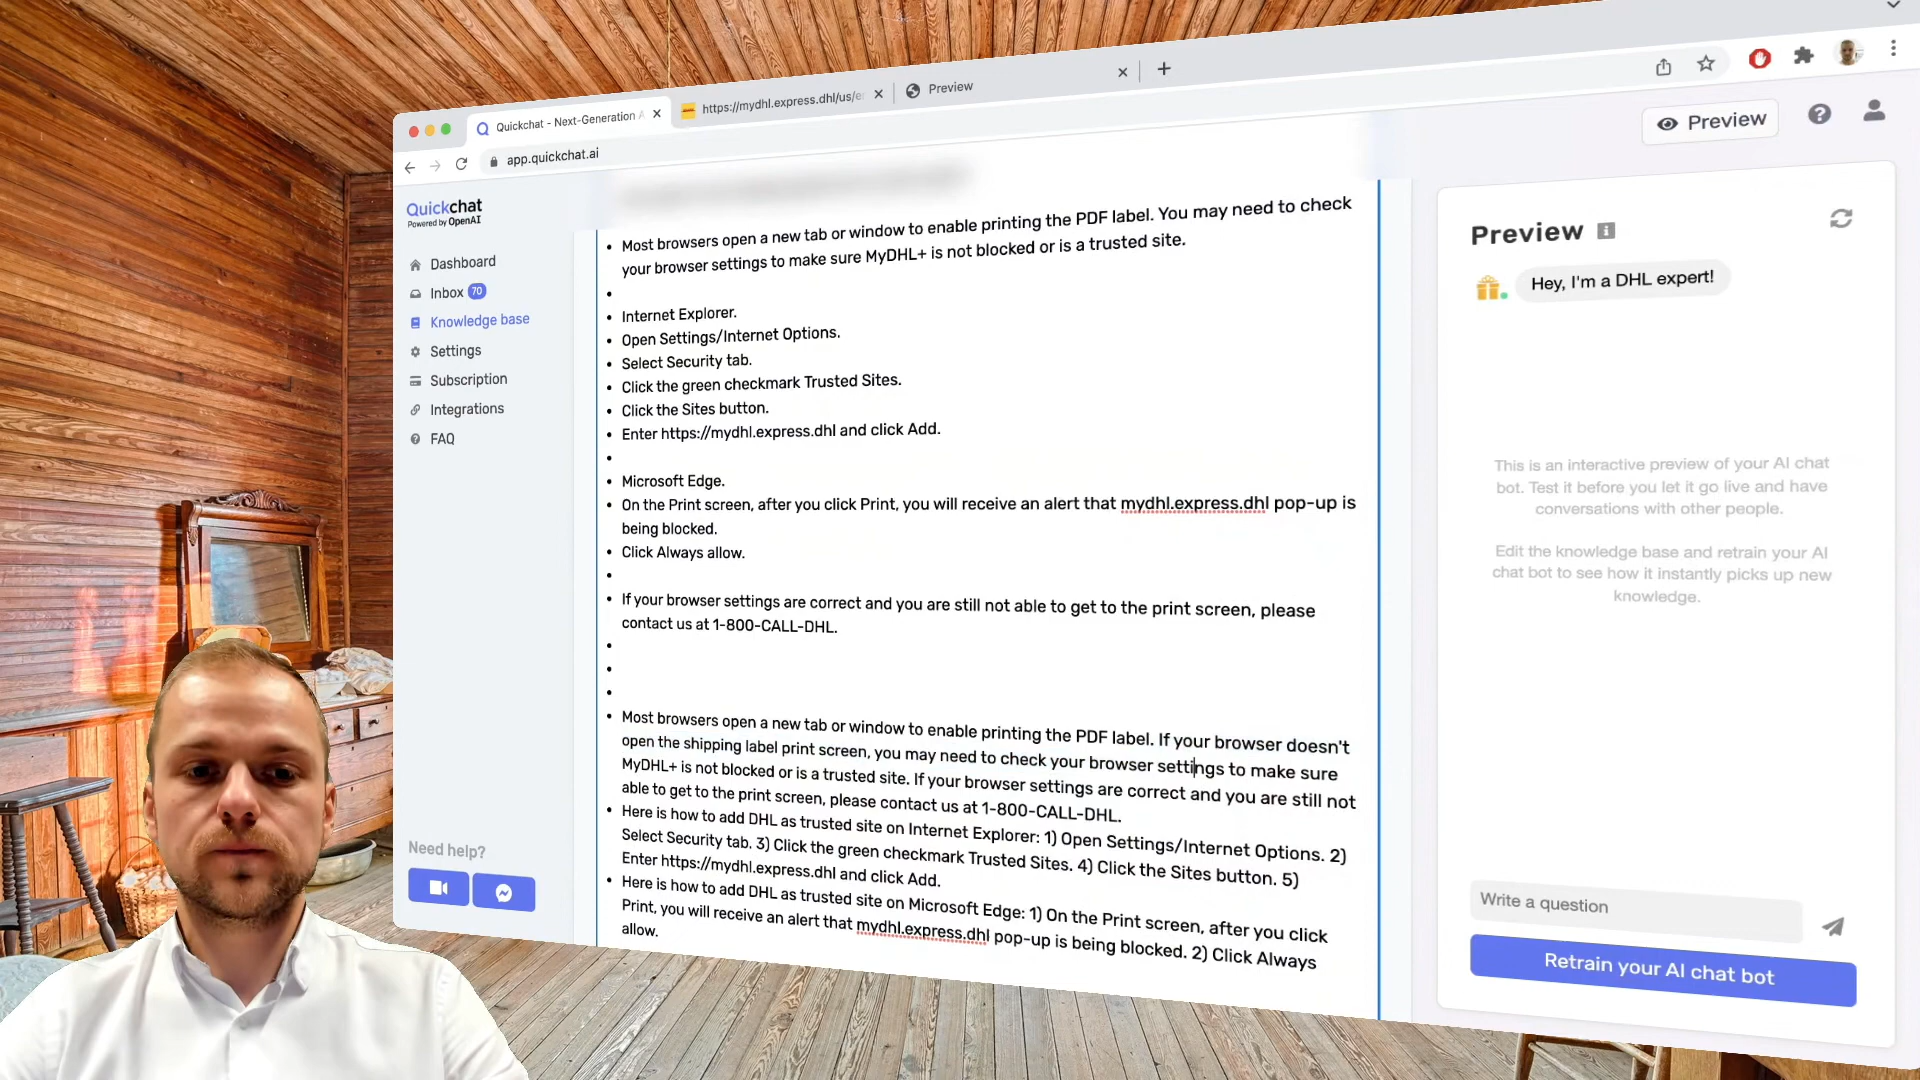 Quickchat - Next-Generation A
https://mydhl.express.dhl/us/e
Preview
app.quickchat.ai
Preview
Quickchat
Powered by OpenAI
Dashboard
Inbox 70
Knowledge base
Settings
Subscription
Integrations
FAQ
Need help?
Most browsers open a new tab or window to enable printing the PDF label. You may need to check
your browser settings to make sure MyDHL+ is not blocked or is a trusted site.
Internet Explorer.
Open Settings/Internet Options.
Select Security tab.
Click the green checkmark Trusted Sites.
Click the Sites button.
Enter https://mydhl.express.dhl and click Add.
Microsoft Edge.
On the Print screen, after you click Print, you will receive an alert that mydhl.express.dhl pop-up is
being blocked.
Click Always allow.
If your browser settings are correct and you are still not able to get to the print screen, please
contact us at 1-800-CALL-DHL.
Most browsers open a new tab or window to enable printing the PDF label. If your browser doesn't
open the shipping label print screen, you may need to check your browser settings to make sure
MyDHL+ is not blocked or is a trusted site. If your browser settings are correct and you are still not
able to get to the print screen, please contact us at 1-800-CALL-DHL.
Here is how to add DHL as trusted site on Internet Explorer: 1) Open Settings/Internet Options. 2)
Select Security tab. 3) Click the green checkmark Trusted Sites. 4) Click the Sites button. 5)
Enter https://mydhl.express.dhl and click Add.
Here is how to add DHL as trusted site on Microsoft Edge: 1) On the Print screen, after you click
Print, you will receive an alert that mydhl.express.dhl pop-up is being blocked. 2) Click Always
allow.
Preview
Hey, I'm a DHL expert!
This is an interactive preview of your AI chat
bot. Test it before you let it go live and have
conversations with other people.
Edit the knowledge base and retrain your AI
chat bot to see how it instantly picks up new
knowledge.
Write a question
Retrain your AI chat bot